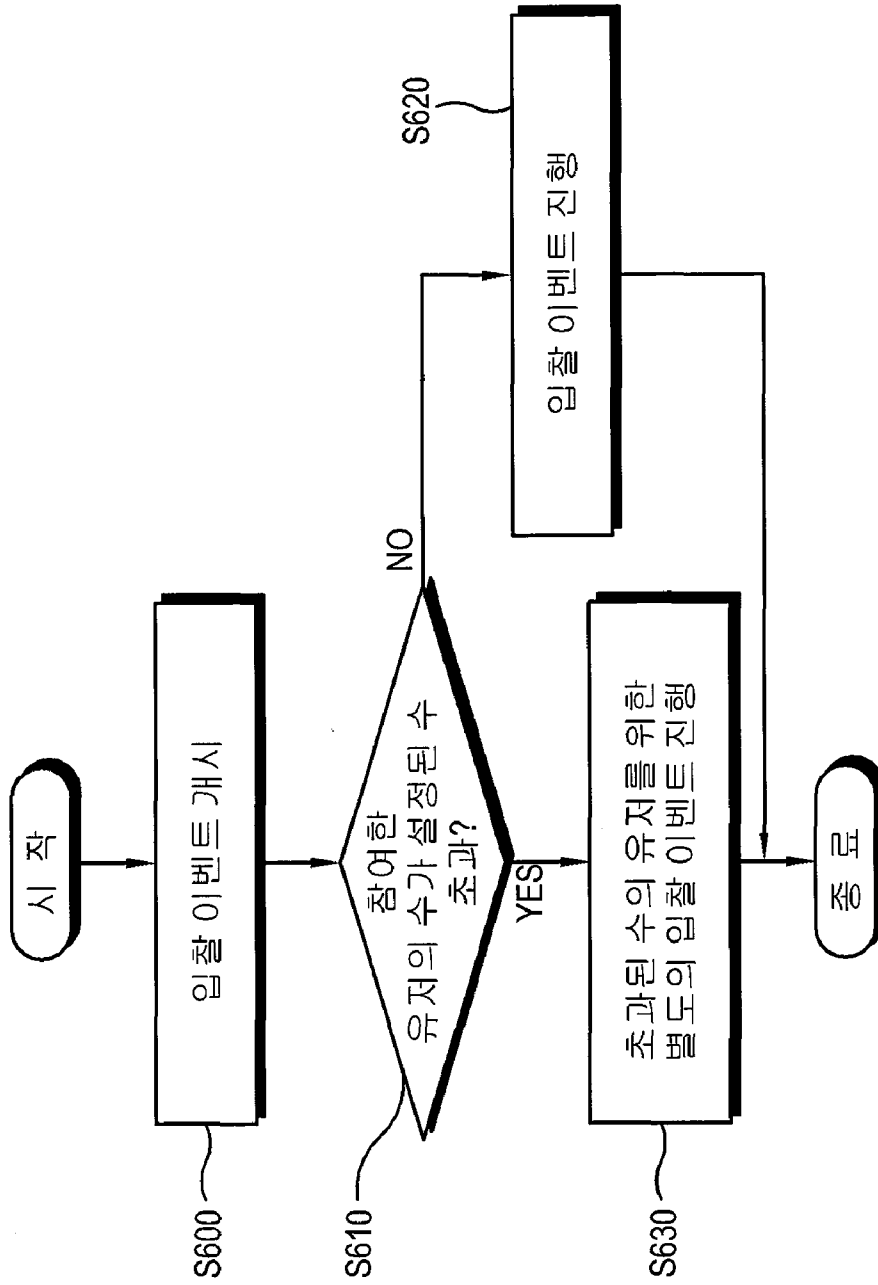 시 작
입찰 이벤트 개시
S600
참여한
유저의 수가 설정된 수
초과?
S610
NO
YES
입찰 이벤트 진행
S620
초과된 수의 유저를 위한
별도의 입찰 이벤트 진행
S630
종 료